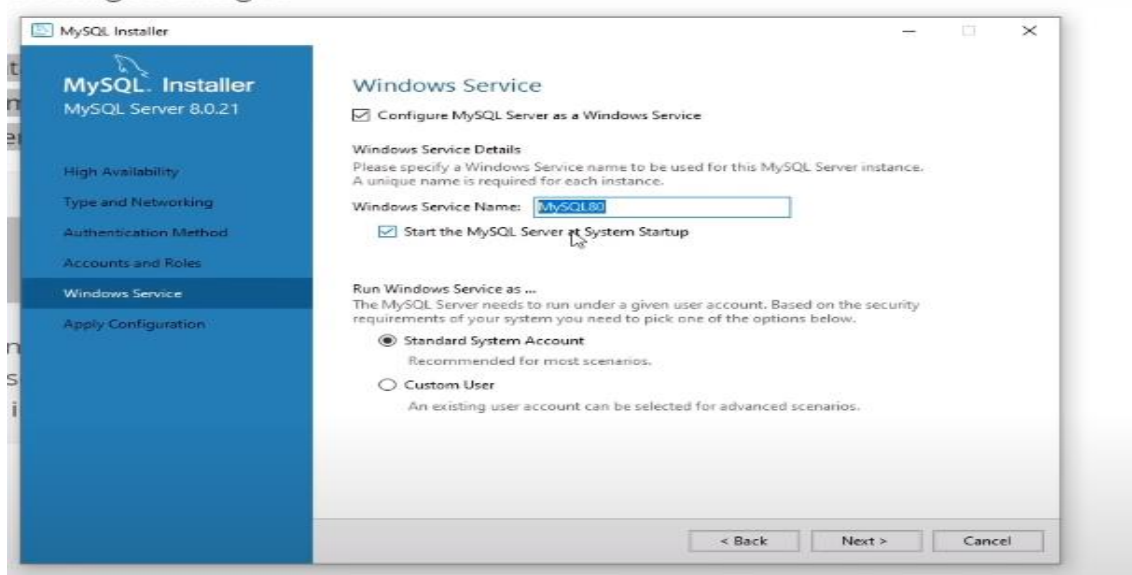 MySQL Installer
MySQL. Installer
MySQL Server 8.0.21
High Availability
Type and Networking
Authentication Method
Accounts and Roles
Windows Service
Apply Configuration
Windows Service
Configure MySQL Server as a Windows Service
Windows Service Details
Please specify a Windows Service name to be used for this MySQL Server instance.
A unique name is required for each instance.
Windows Service Name: MySQL80
Start the MySQL Server at System Startup
Run Windows Service as ...
The MySQL Server needs to run under a given user account. Based on the security
requirements of your system you need to pick one of the options below.
Standard System Account
Recommended for most scenarios.
Custom User
An existing user account can be selected for advanced scenarios.
< Back Next > Cancel